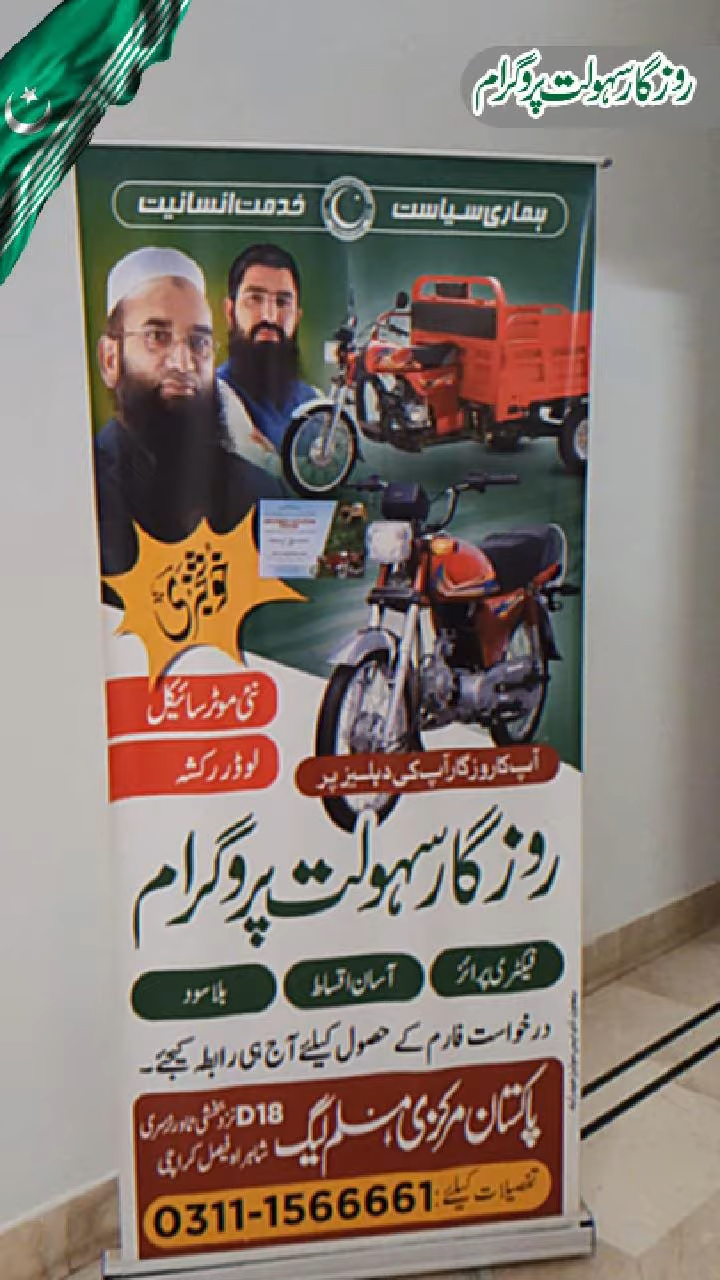 روزگار سہولت پروگرام
ہماری سیاست خدمت انسانیت
خوشخبری
نئی موٹر سائیکل
لوڈر رکشہ
آپ کا روزگار آپ کی دہلیز پر
روزگار سہولت پروگرام
فیکٹری پرائز
آسان اقساط
بلا سود
درخواست فارم کے حصول کیلئے آج ہی رابطہ کیجئے۔
پاکستان مرکزی مسلم لیگ
D18 نزد
شاہراہ فیصل کراچی
تفصیلات کیلئے: 0311-1566661